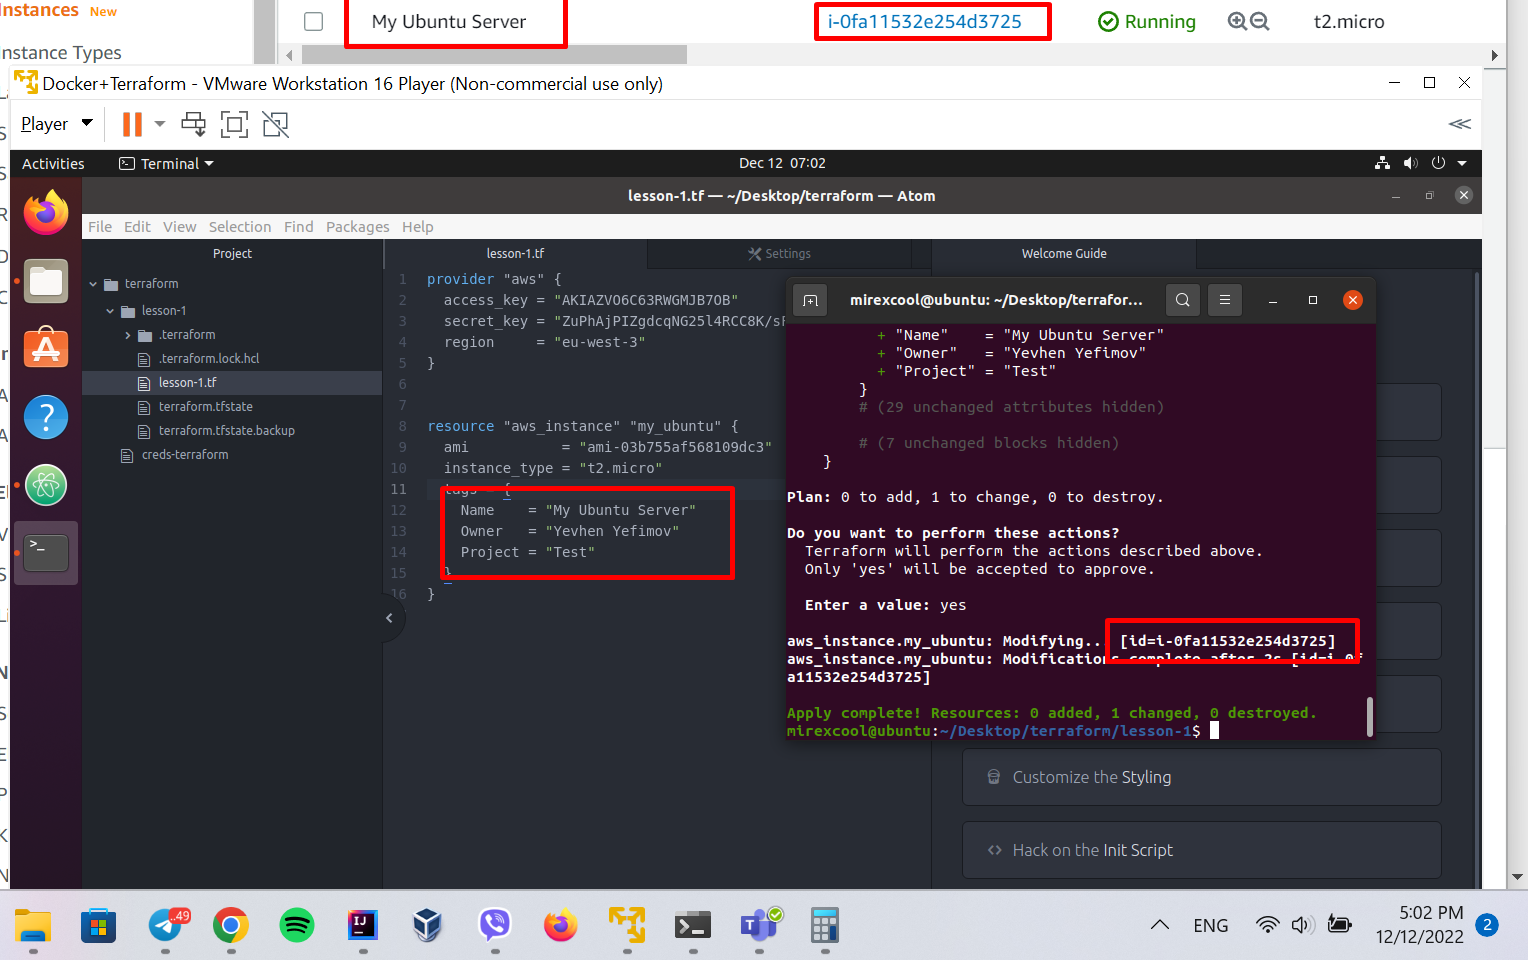 Instances New
nstance Types
My Ubuntu Server
i-0fa11532e254d3725
Running
t2.micro
Docker+Terraform - VMware Workstation 16 Player (Non-commercial use only)
Player
Activities
Terminal
Dec 12 07:02
lesson-1.tf — ~/Desktop/terraform — Atom
File Edit View Selection Find Packages Help
Project
terraform
lesson-1
.terraform
.terraform.lock.hcl
lesson-1.tf
terraform.tfstate
terraform.tfstate.backup
creds-terraform
lesson-1.tf
Settings
Welcome Guide
1 provider "aws" {
2 access_key = "AKIAZVO6C63RWGMJB7OB"
3 secret_key = "ZuPhAjPIZgdcqNG25l4RCC8K/sF
4 region = "eu-west-3"
5 }
6
7
8 resource "aws_instance" "my_ubuntu" {
9 ami = "ami-03b755af568109dc3"
10 instance_type = "t2.micro"
11 tags = {
12 Name = "My Ubuntu Server"
13 Owner = "Yevhen Yefimov"
14 Project = "Test"
15 }
16 }
mirexcool@ubuntu: ~/Desktop/terrafor...
+ "Name" = "My Ubuntu Server"
+ "Owner" = "Yevhen Yefimov"
+ "Project" = "Test"
}
# (29 unchanged attributes hidden)
# (7 unchanged blocks hidden)
}
Plan: 0 to add, 1 to change, 0 to destroy.
Do you want to perform these actions?
Terraform will perform the actions described above.
Only 'yes' will be accepted to approve.
Enter a value: yes
aws_instance.my_ubuntu: Modifying.. [id=i-0fa11532e254d3725]
aws_instance.my_ubuntu: Modifications complete after 2s [id=i-0f
a11532e254d3725]
Apply complete! Resources: 0 added, 1 changed, 0 destroyed.
mirexcool@ubuntu:~/Desktop/terraform/lesson-1$
Customize the Styling
Hack on the Init Script
..49
IJ
ENG
5:02 PM
12/12/2022
2